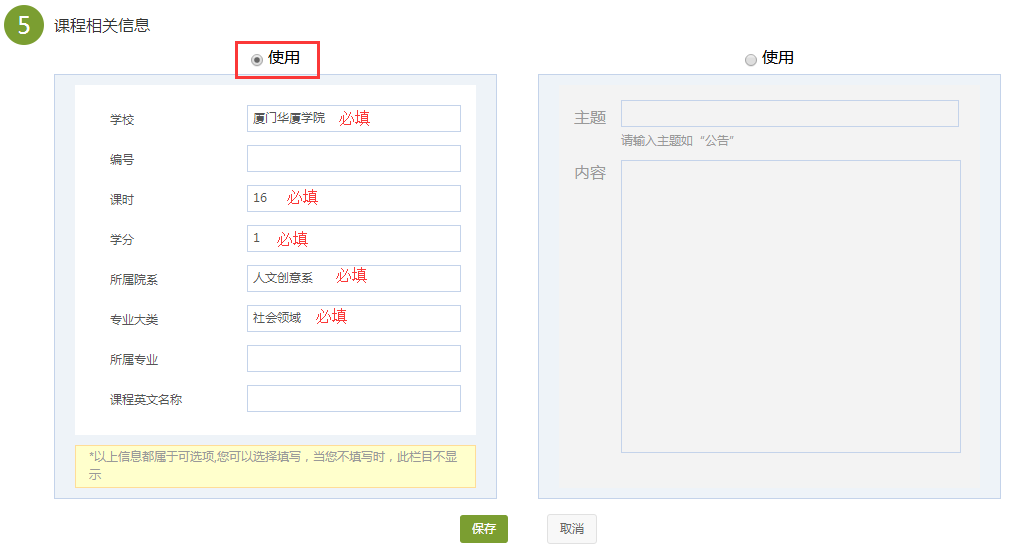 5 课程相关信息
使用
学校 厦门华厦学院 必填
编号
课时 16 必填
学分 1 必填
所属院系 人文创意系 必填
专业大类 社会领域 必填
所属专业
课程英文名称
*以上信息都属于可选项,您可以选择填写，当您不填写时，此栏目不显
示
使用
主题
请输入主题如“公告”
内容
保存 取消